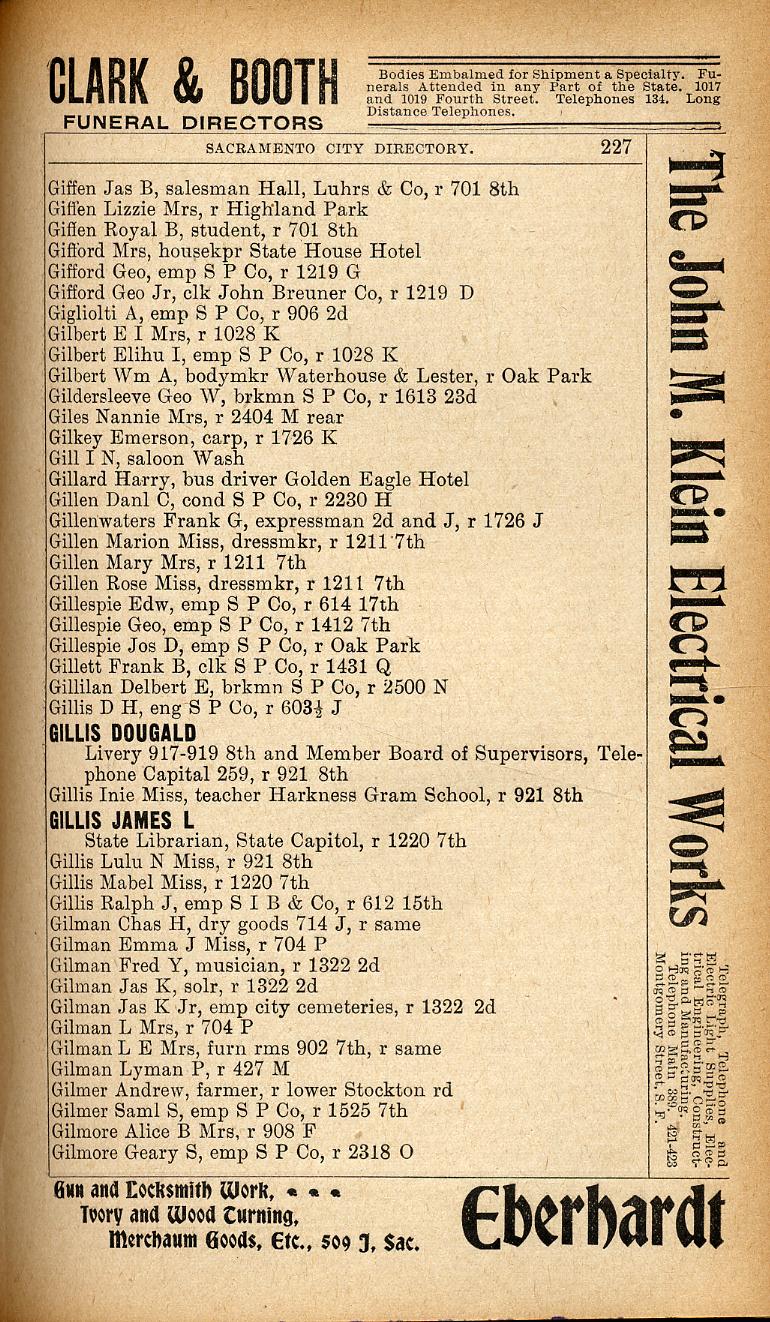 CLARK & BOOTH
FUNERAL DIRECTORS
Bodies Embalmed for Shipment a Specialty. Fu-
nerals Attended in any Part of the State. 1017
and 1019 Fourth Street. Telephones 134. Long
Distance Telephones.
SACRAMENTO CITY DIRECTORY. 227
Giffen Jas B, salesman Hall, Luhrs & Co, r 701 8th
Giffen Lizzie Mrs, r Highland Park
Giffen Royal B, student, r 701 8th
Gifford Mrs, housekpr State House Hotel
Gifford Geo, emp S P Co, r 1219 G
Gifford Geo Jr, clk John Breuner Co, r 1219 D
Gigliolti A, emp S P Co, r 906 2d
Gilbert E I Mrs, r 1028 K
Gilbert Elihu I, emp S P Co, r 1028 K
Gilbert Wm A, bodymkr Waterhouse & Lester, r Oak Park
Gildersleeve Geo W, brkmn S P Co, r 1613 23d
Giles Nannie Mrs, r 2404 M rear
Gilkey Emerson, carp, r 1726 K
Gill I N, saloon Wash
Gillard Harry, bus driver Golden Eagle Hotel
Gillen Danl C, cond S P Co, r 2230 H
Gillenwaters Frank G, expressman 2d and J, r 1726 J
Gillen Marion Miss, dressmkr, r 1211 7th
Gillen Mary Mrs, r 1211 7th
Gillen Rose Miss, dressmkr, r 1211 7th
Gillespie Edw, emp S P Co, r 614 17th
Gillespie Geo, emp S P Co, r 1412 7th
Gillespie Jos D, emp S P Co, r Oak Park
Gillett Frank B, clk S P Co, r 1431 Q
Gillilan Delbert E, brkmn S P Co, r 2500 N
Gillis D H, eng S P Co, r 603½ J
GILLIS DOUGALD
Livery 917-919 8th and Member Board of Supervisors, Tele-
phone Capital 259, r 921 8th
Gillis Inie Miss, teacher Harkness Gram School, r 921 8th
GILLIS JAMES L
State Librarian, State Capitol, r 1220 7th
Gillis Lulu N Miss, r 921 8th
Gillis Mabel Miss, r 1220 7th
Gillis Ralph J, emp S I B & Co, r 612 15th
Gilman Chas H, dry goods 714 J, r same
Gilman Emma J Miss, r 704 P
Gilman Fred Y, musician, r 1322 2d
Gilman Jas K, solr, r 1322 2d
Gilman Jas K Jr, emp city cemeteries, r 1322 2d
Gilman L Mrs, r 704 P
Gilman L E Mrs, furn rms 902 7th, r same
Gilman Lyman P, r 427 M
Gilmer Andrew, farmer, r lower Stockton rd
Gilmer Saml S, emp S P Co, r 1525 7th
Gilmore Alice B Mrs, r 908 F
Gilmore Geary S, emp S P Co, r 2318 O
The John M. Klein Electrical Works
Telegraph, Telephone and
Electric Light Supplies, Elec-
trical Engineering, Construct-
ing and Manufacturing,
Telephone Main 389. 421-423
Montgomery Street, S. F.
Gun and Locksmith Work,
Ivory and Wood Turning,
Merchaum Goods, Etc., 509 J, Sac.
Eberhardt